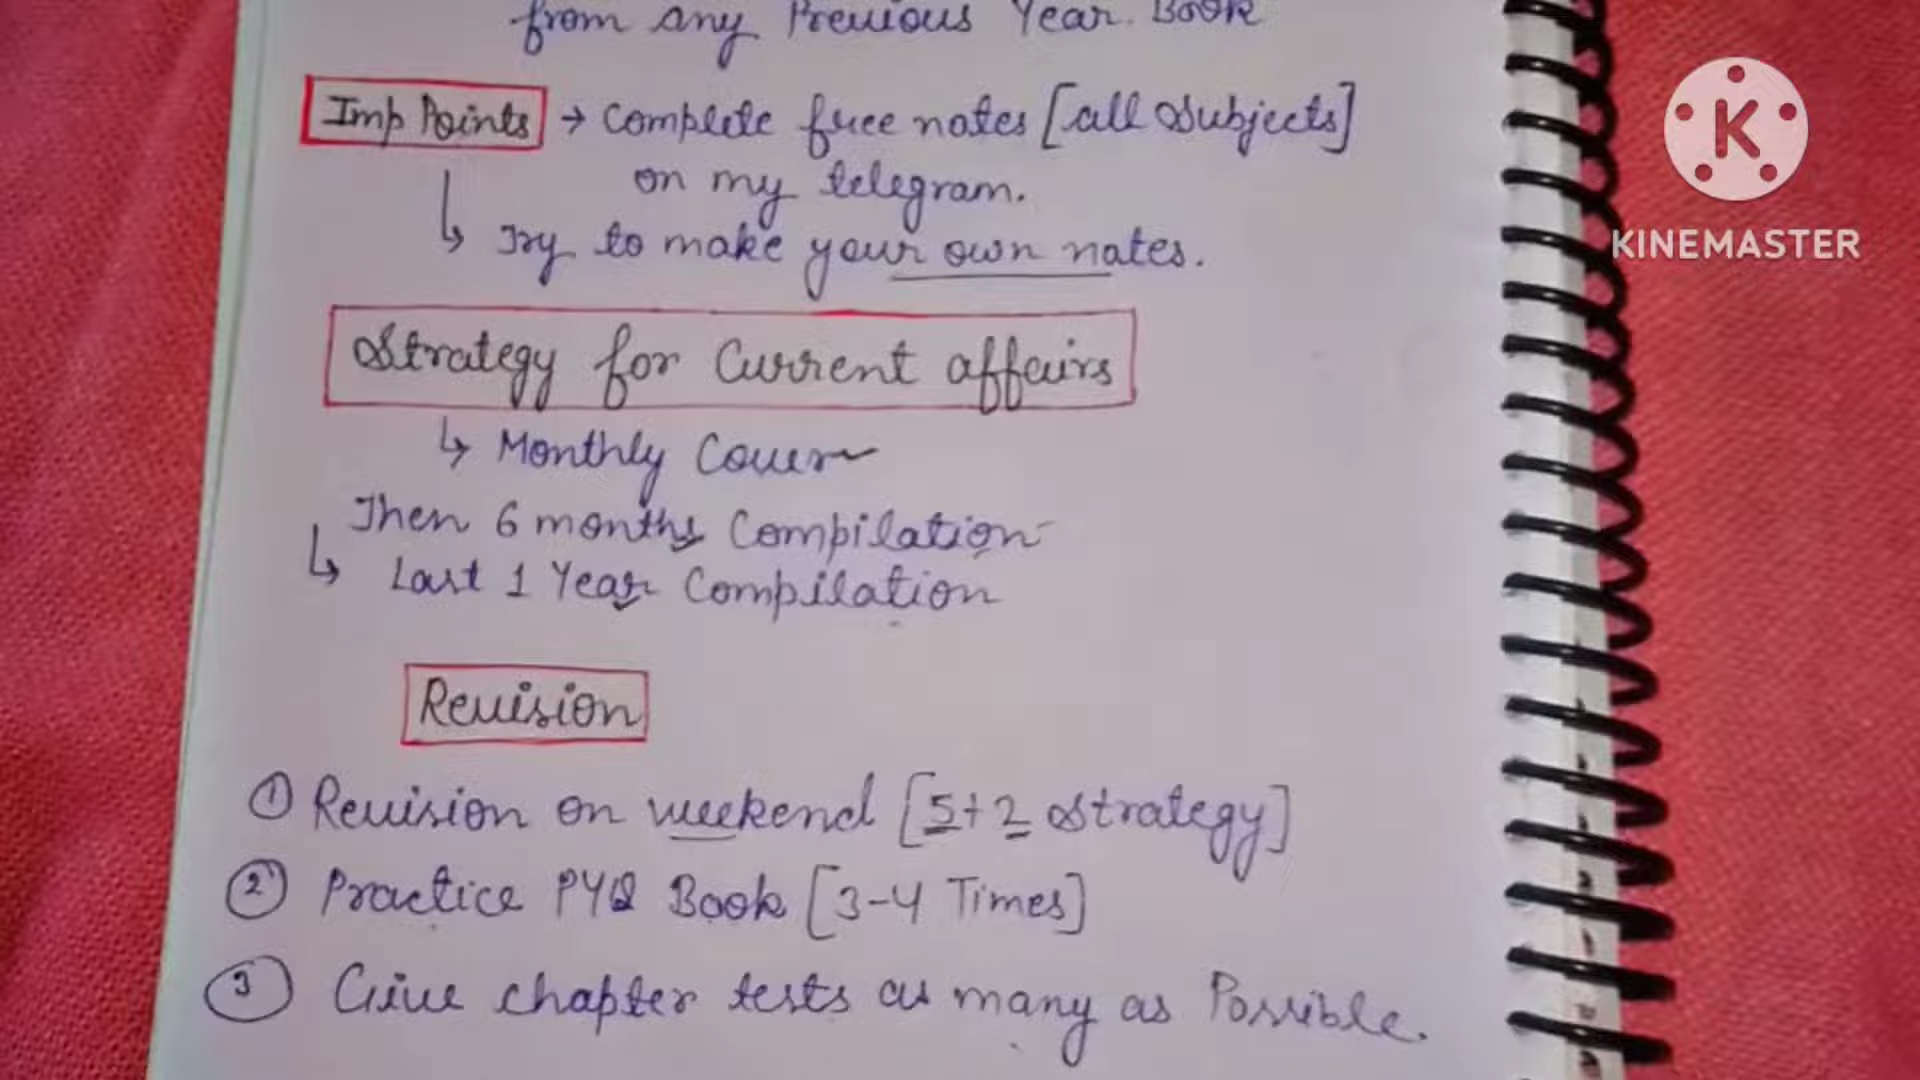 from any Previous Year Book
Imp Points → Complete free notes [all subjects]
on my telegram.
↳ Try to make your own notes.
Strategy for Current affairs
↳ Monthly Cover
Then 6 months Compilation
↳ Last 1 Year Compilation
Revision
① Revision on weekend [5+2 strategy]
② Practice PYQ Book [3-4 Times]
③ Give chapter tests as many as Possible.
K
KINEMASTER